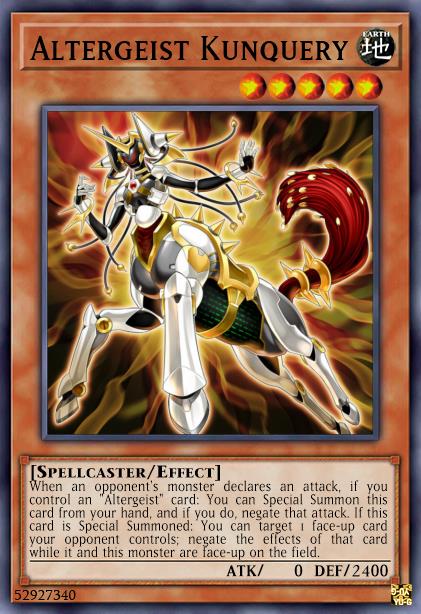 ALTERGEIST KUNQUERY
EARTH
地
[SPELLCASTER/EFFECT]
When an opponent's monster declares an attack, if you
control an "Altergeist" card: You can Special Summon this
card from your hand, and if you do, negate that attack. If this
card is Special Summoned: You can target 1 face-up card
your opponent controls; negate the effects of that card
while it and this monster are face-up on the field.
ATK/ 0 DEF/2400
52927340